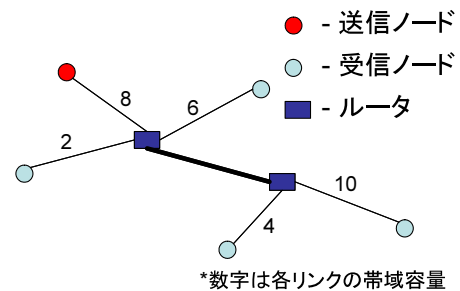 - 送信ノード
- 受信ノード
- ルータ
8
6
2
10
4
*数字は各リンクの帯域容量